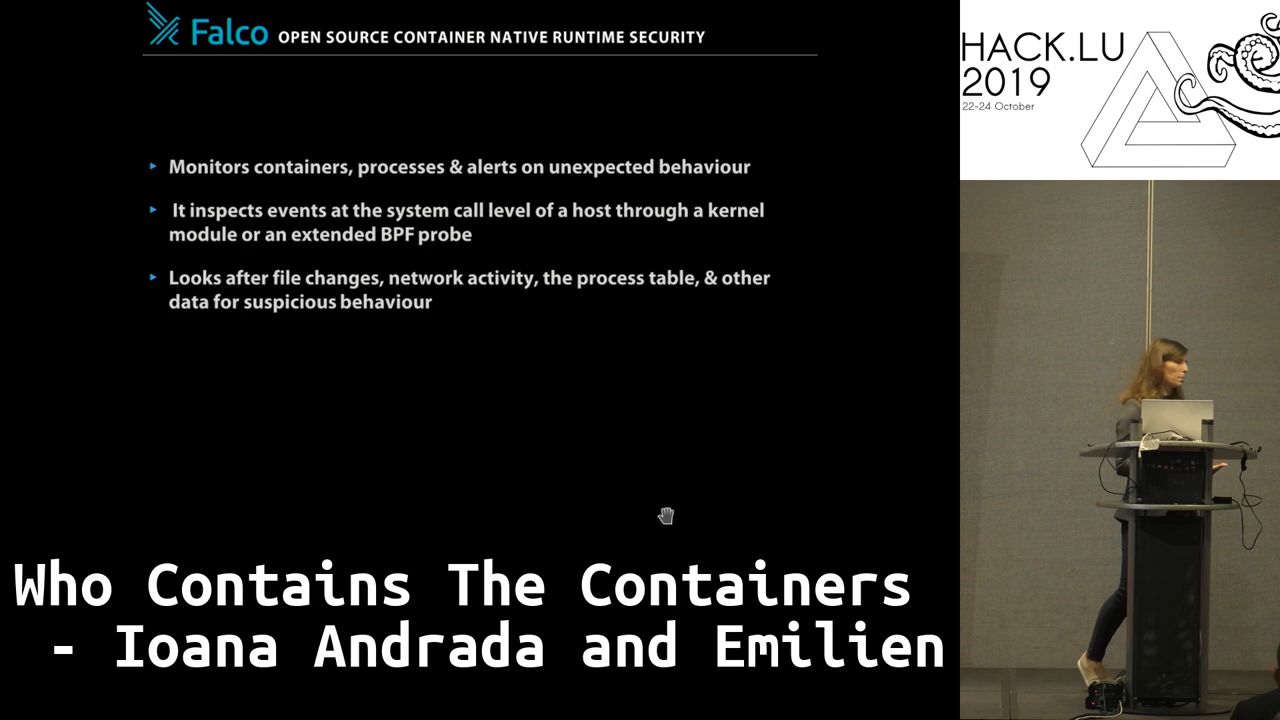 Falco OPEN SOURCE CONTAINER NATIVE RUNTIME SECURITY
Monitors containers, processes & alerts on unexpected behaviour
It inspects events at the system call level of a host through a kernel
module or an extended BPF probe
Looks after file changes, network activity, the process table, & other
data for suspicious behaviour
Who Contains The Containers
- Ioana Andrada and Emilien
HACK.LU
2019
22-24 October